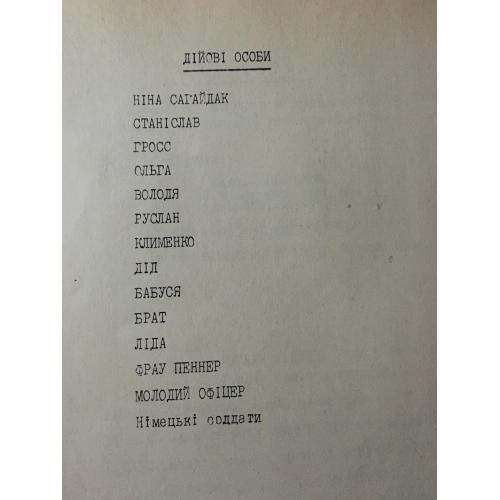 ДІЙОВІ ОСОБИ
НІНА САГАЙДАК
СТАНІСЛАВ
ГРОСС
ОЛЬГА
ВОЛОДЯ
РУСЛАН
КЛИМЕНКО
ДІД
БАБУСЯ
БРАТ
ЛІДА
ФРАУ ПЕННЕР
МОЛОДИЙ ОФІЦЕР
Німецькі солдати